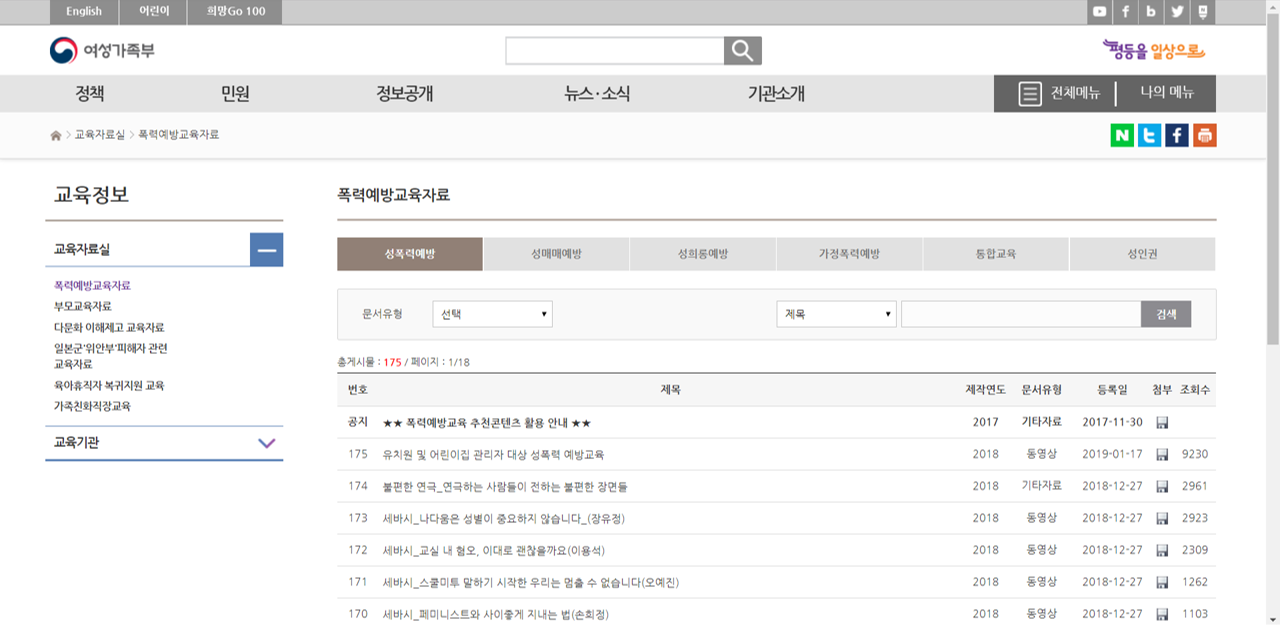 English 어린이 희망Go 100
여성가족부
평등을 일상으로
정책 민원 정보공개 뉴스·소식 기관소개 전체메뉴 나의 메뉴
교육자료실 > 폭력예방교육자료
교육정보
교육자료실
폭력예방교육자료
부모교육자료
다문화 이해제고 교육자료
일본군'위안부'피해자 관련
교육자료
육아휴직자 복귀지원 교육
가족친화직장교육
교육기관
폭력예방교육자료
성폭력예방 성매매예방 성희롱예방 가정폭력예방 통합교육 성인권
문서유형 선택 제목 검색
총게시물 : 175 / 페이지 : 1/18
번호 제목 제작연도 문서유형 등록일 첨부 조회수
공지 ★★ 폭력예방교육 추천콘텐츠 활용 안내 ★★ 2017 기타자료 2017-11-30
175 유치원 및 어린이집 관리자 대상 성폭력 예방교육 2018 동영상 2019-01-17 9230
174 불편한 연극_연극하는 사람들이 전하는 불편한 장면들 2018 기타자료 2018-12-27 2961
173 세바시_나다움은 성별이 중요하지 않습니다_(장유정) 2018 동영상 2018-12-27 2923
172 세바시_교실 내 혐오, 이대로 괜찮을까요(이용석) 2018 동영상 2018-12-27 2309
171 세바시_스쿨미투 말하기 시작한 우리는 멈출 수 없습니다(오예진) 2018 동영상 2018-12-27 1262
170 세바시_페미니스트와 사이좋게 지내는 법(손희정) 2018 동영상 2018-12-27 1103